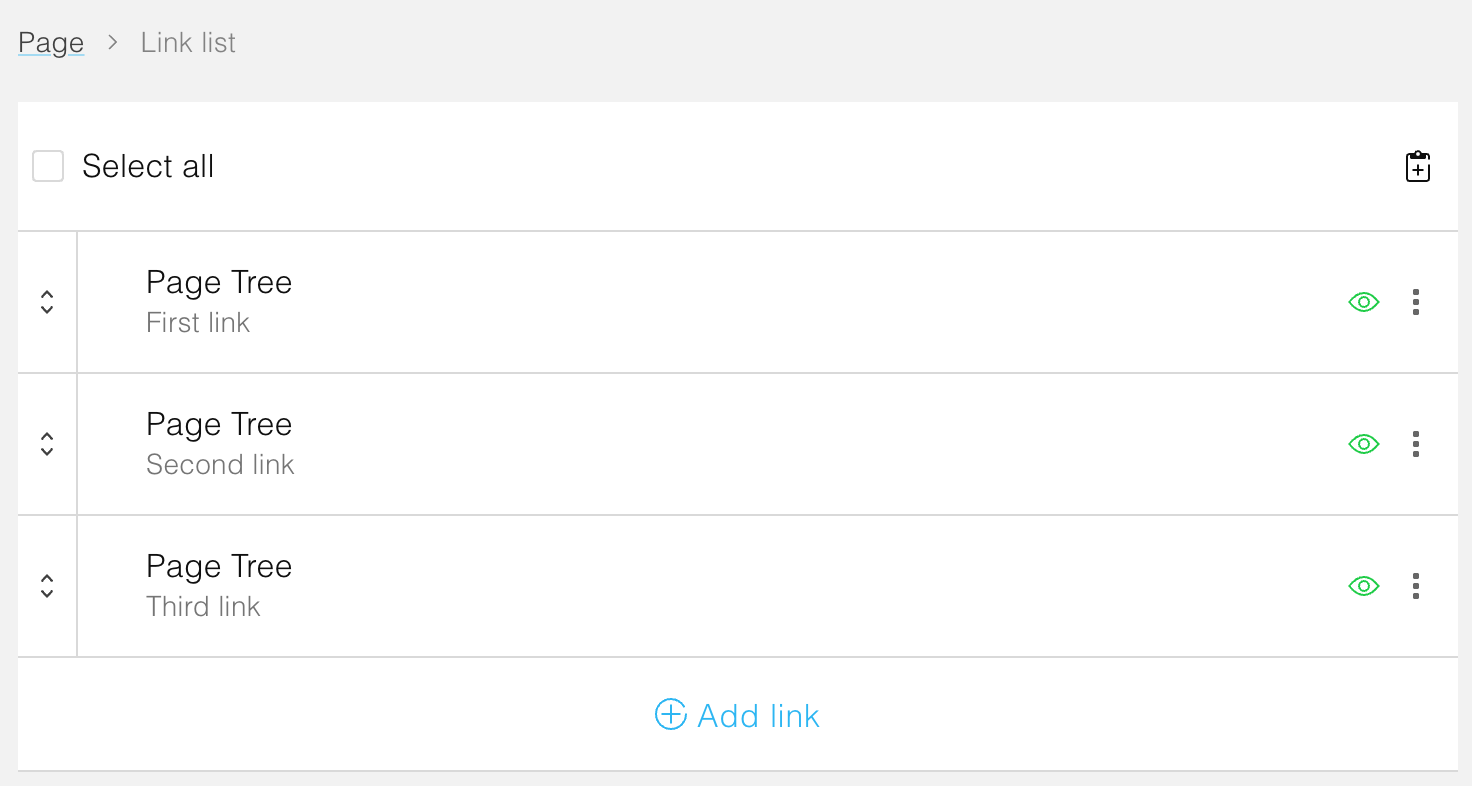 Page > Link list
Select all
Page Tree
First link
Page Tree
Second link
Page Tree
Third link
Add link